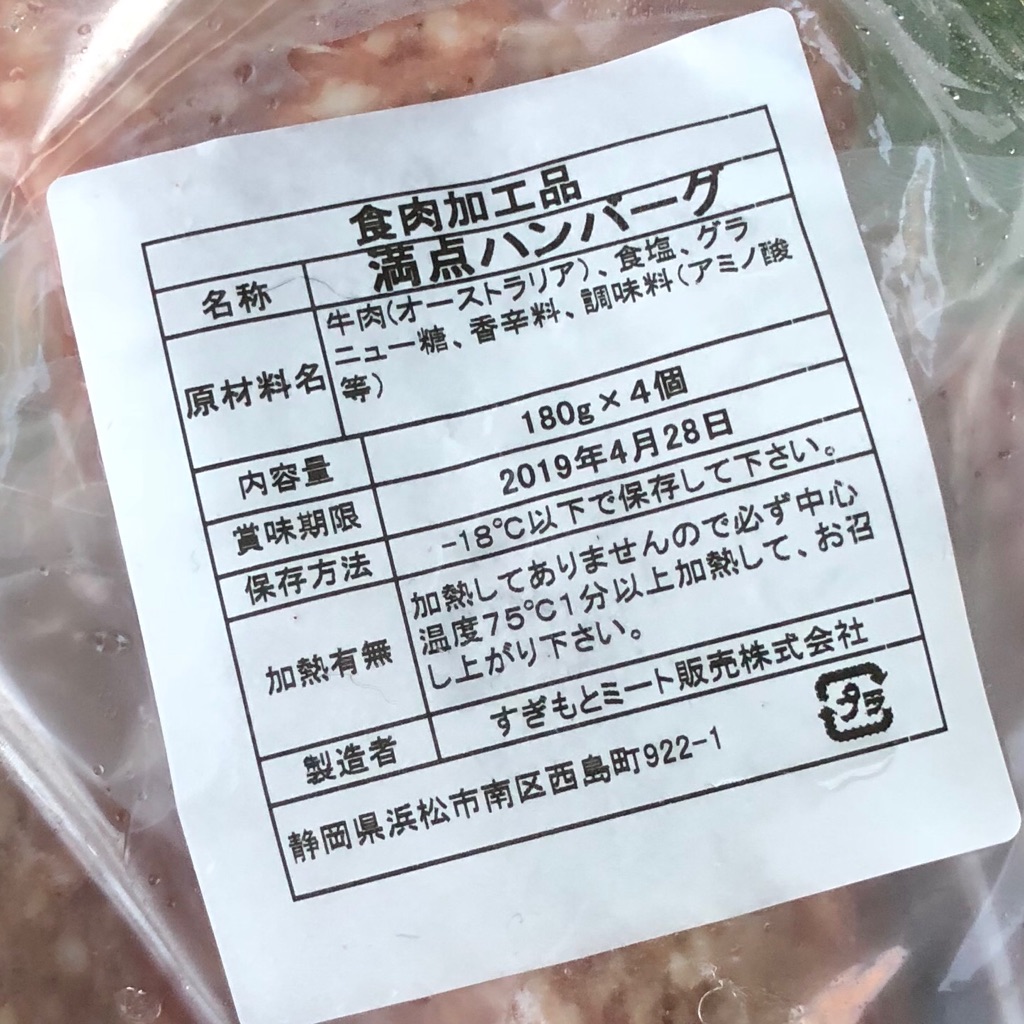 食肉加工品
名称 満点ハンバーグ
原材料名 牛肉(オーストラリア)、食塩、グラ
ニュー糖、香辛料、調味料(アミノ酸
等)
内容量 180g×4個
賞味期限 2019年4月28日
保存方法 -18℃以下で保存して下さい。
加熱有無 加熱してありませんので必ず中心
温度75℃1分以上加熱して、お召
し上がり下さい。
製造者 すぎもとミート販売株式会社
静岡県浜松市南区西島町922-1
プラ